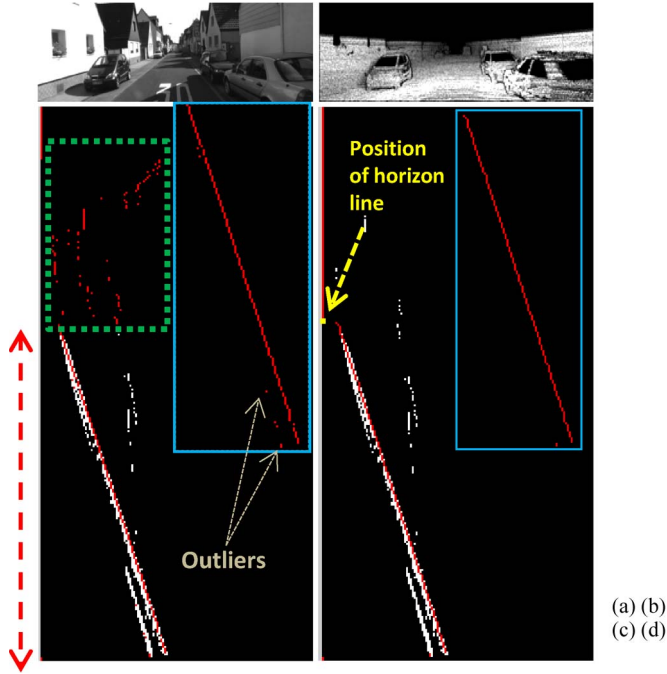 Position
of horizon
line
Outliers
(a) (b)
(c) (d)